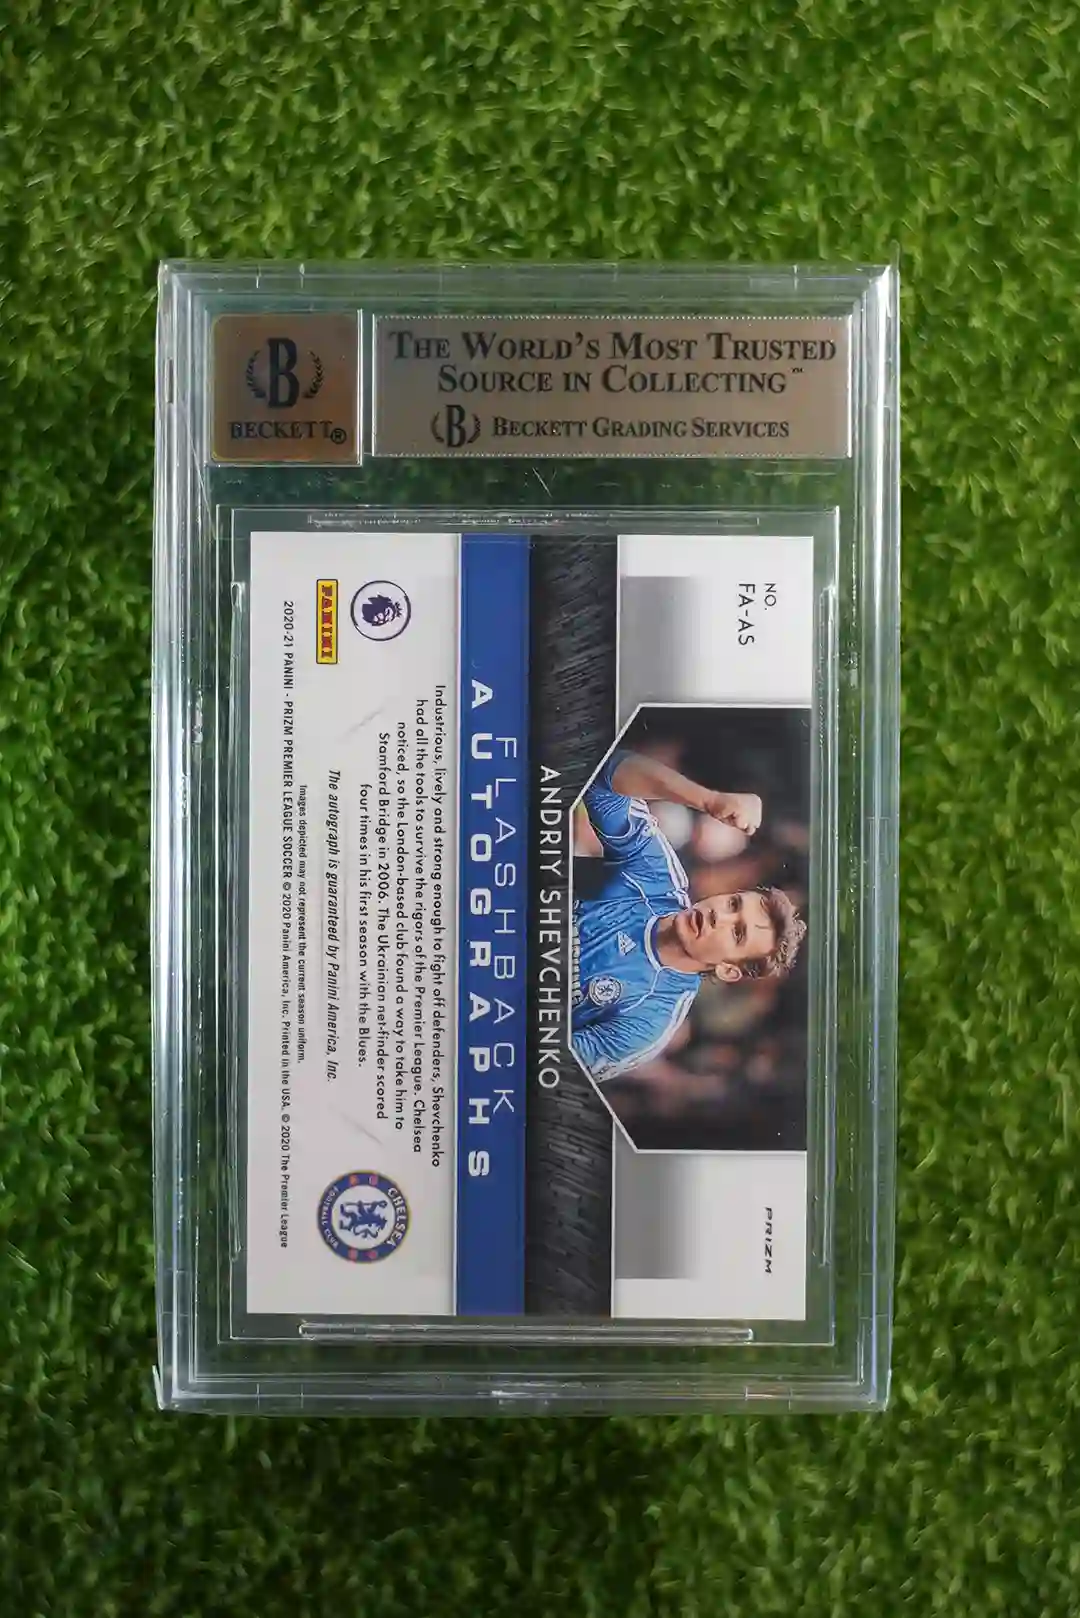 B
BECKETT®
THE WORLD'S MOST TRUSTED
SOURCE IN COLLECTING™
B BECKETT GRADING SERVICES
NO.
FA-AS
PRIZM
ANDRIY SHEVCHENKO
FLASHBACK
AUTOGRAPHS
Industrious, lively and strong enough to fight off defenders, Shevchenko
had all the tools to survive the rigors of the Premier League. Chelsea
noticed, so the London-based club found a way to take him to
Stamford Bridge in 2006. The Ukrainian net-finder scored
four times in his first season with the Blues.
The autograph is guaranteed by Panini America, Inc.
Images depicted may not represent the current season uniform.
2020-21 PANINI - PRIZM PREMIER LEAGUE SOCCER © 2020 Panini America, Inc. Printed in the USA. © 2020 The Premier League
PANINI
CHELSEA
FOOTBALL CLUB
adidas